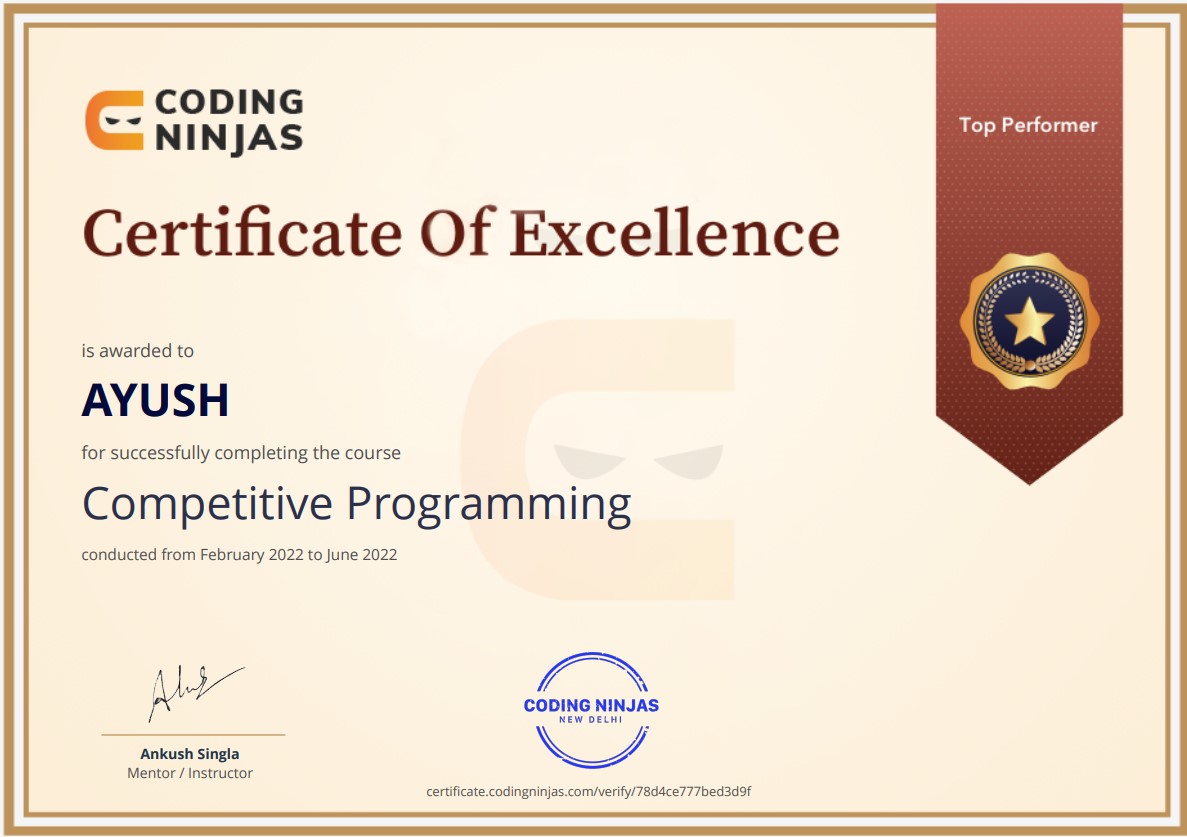 CODING
NINJAS
Top Performer
Certificate Of Excellence
is awarded to
AYUSH
for successfully completing the course
Competitive Programming
conducted from February 2022 to June 2022
Ankush Singla
Mentor / Instructor
CODING NINJAS
NEW DELHI
certificate.codingninjas.com/verify/78d4ce777bed3d9f